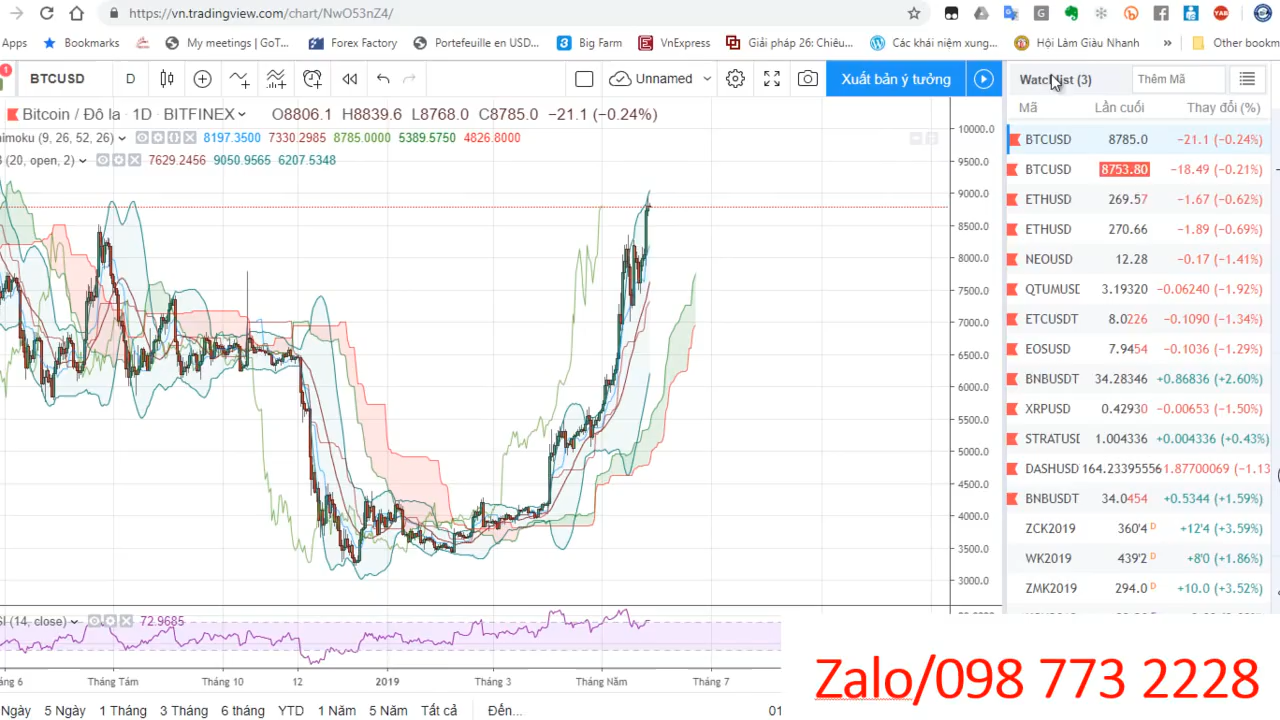 https://vn.tradingview.com/chart/NwO53nZ4/
Apps Bookmarks My meetings | GoT... Forex Factory Portefeuille en USD... Big Farm VnExpress Giải pháp 26: Chiêu... Các khái niệm xung... Hội Làm Giàu Nhanh » Other bookm
1 BTCUSD D Unnamed Xuất bản ý tưởng
Bitcoin / Đô la 1D BITFINEX O8806.1 H8839.6 L8768.0 C8785.0 −21.1 (−0.24%)
himoku (9, 26, 52, 26) 8197.3500 7330.2985 8785.0000 5389.5750 4826.8000
B (20, open, 2) 7629.2456 9050.9565 6207.5348
10000.0
9500.0
9000.0
8500.0
8000.0
7500.0
7000.0
6500.0
6000.0
5500.0
5000.0
4500.0
4000.0
3500.0
3000.0
SI (14, close) 72.9685
áng 6 Tháng Tám Tháng 10 12 2019 Tháng 3 Tháng Năm Tháng 7
Ngày 5 Ngày 1 Tháng 3 Tháng 6 tháng YTD 1 Năm 5 Năm Tất cả Đến... 01
Watchlist (3) Thêm Mã
Mã Lần cuối Thay đổi (%)
BTCUSD 8785.0 −21.1 (−0.24%)
BTCUSD 8753.80 −18.49 (−0.21%)
ETHUSD 269.57 −1.67 (−0.62%)
ETHUSD 270.66 −1.89 (−0.69%)
NEOUSD 12.28 −0.17 (−1.41%)
QTUMUSD 3.19320 −0.06240 (−1.92%)
ETCUSDT 8.0226 −0.1090 (−1.34%)
EOSUSD 7.9454 −0.1036 (−1.29%)
BNBUSDT 34.28346 +0.86836 (+2.60%)
XRPUSD 0.42930 −0.00653 (−1.50%)
STRATUSD 1.004336 +0.004336 (+0.43%)
DASHUSD 164.23395556 1.87700069 (−1.13
BNBUSDT 34.0454 +0.5344 (+1.59%)
ZCK2019 360'4 D +12'4 (+3.59%)
WK2019 439'2 D +8'0 (+1.86%)
ZMK2019 294.0 D +10.0 (+3.52%)
Zalo/098 773 2228